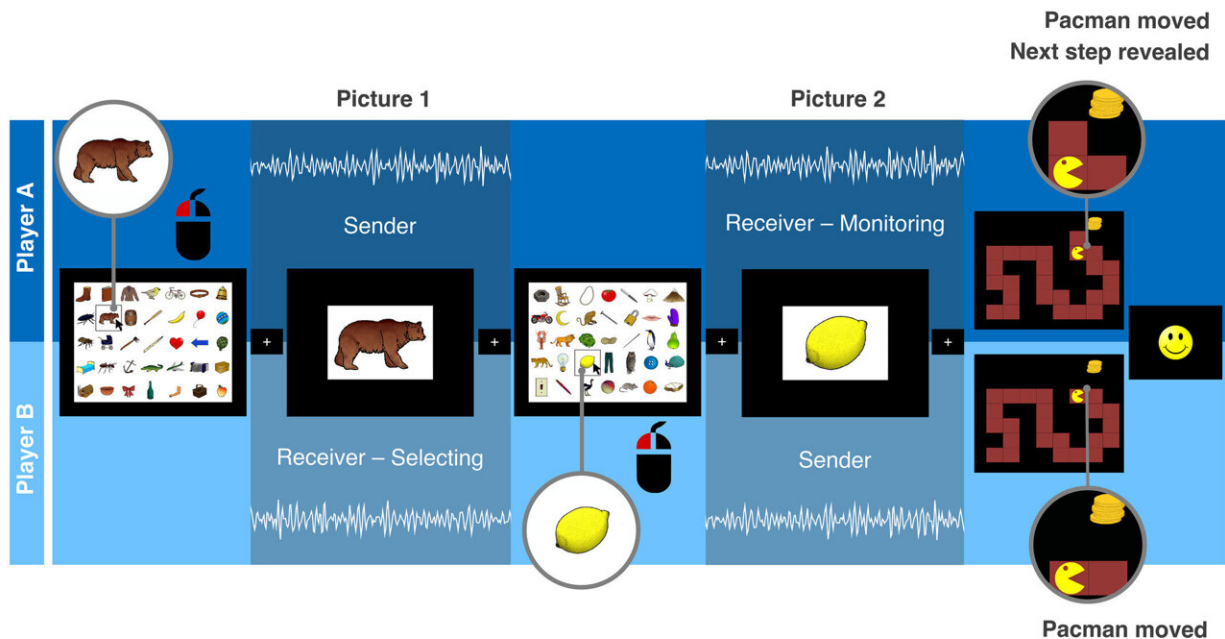 Pacman moved
Next step revealed
Picture 1
Picture 2
Player A
Sender
Receiver – Monitoring
+
+
+
+
Player B
Receiver – Selecting
Sender
Pacman moved